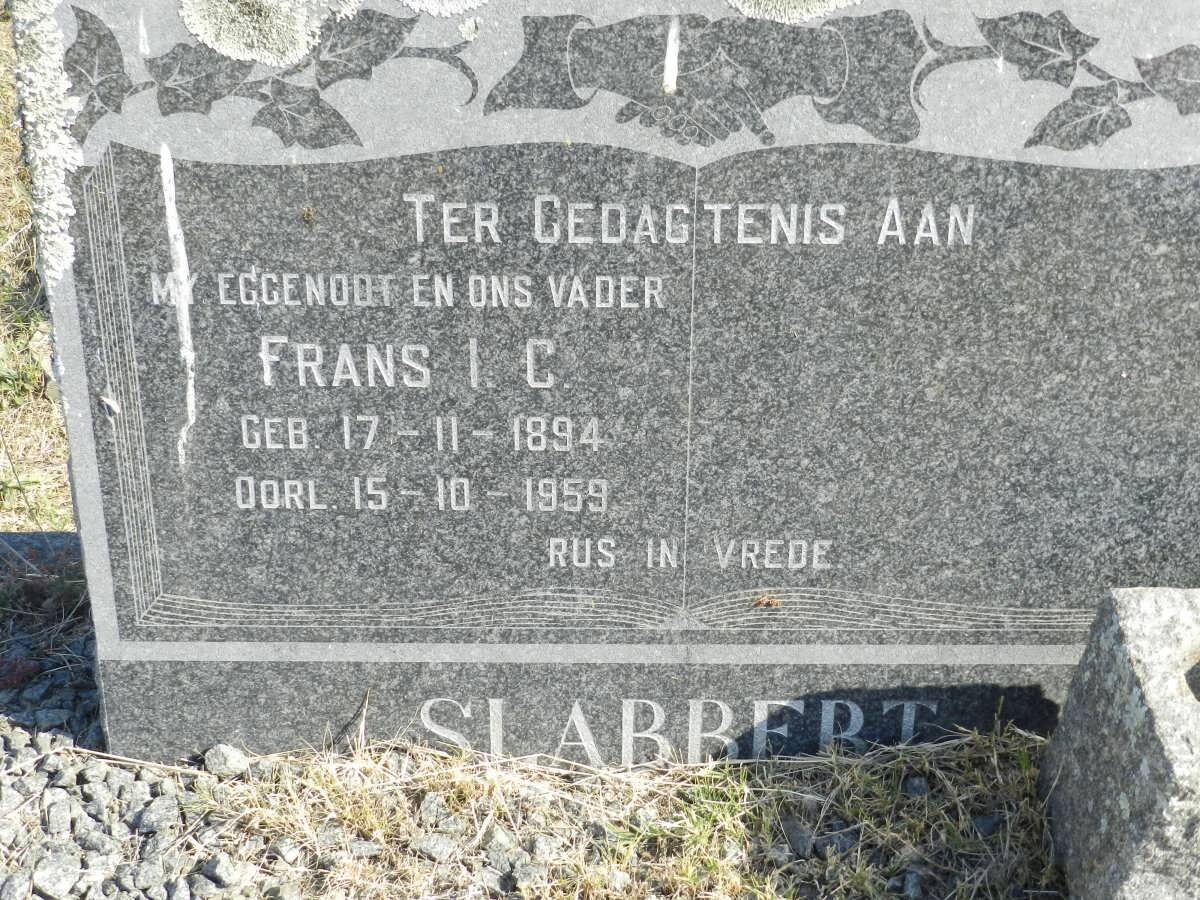 TER GEDAGTENIS AAN
MY EGGENOOT EN ONS VADER
FRANS I. C.
GEB. 17-11-1894
OORL. 15-10-1959
RUS IN VREDE.
SLABBERT